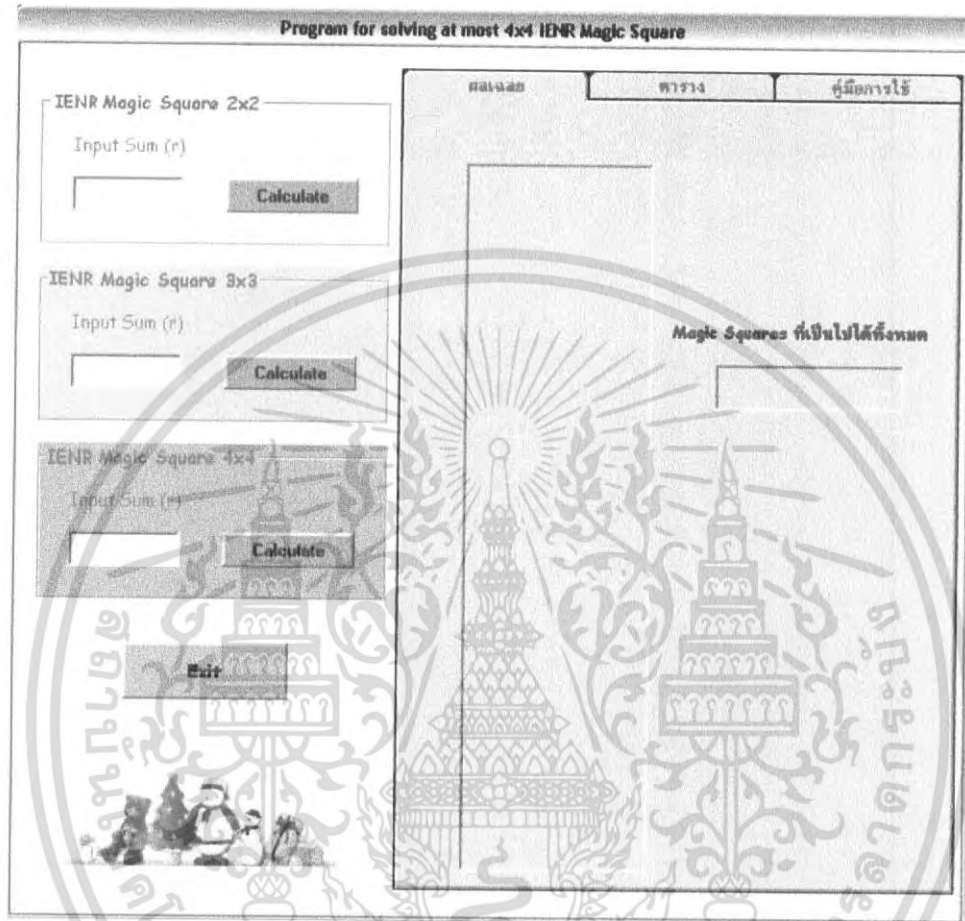 Program for solving at most 4x4 IENR Magic Square
IENR Magic Square 2x2
Input Sum (r)
Calculate
IENR Magic Square 3x3
Input Sum (r)
Calculate
IENR Magic Square 4x4
Input Sum (r)
Calculate
Exit
ผลเฉลย
ตาราง
คู่มือการใช้
Magic Squares ที่เป็นไปได้ทั้งหมด